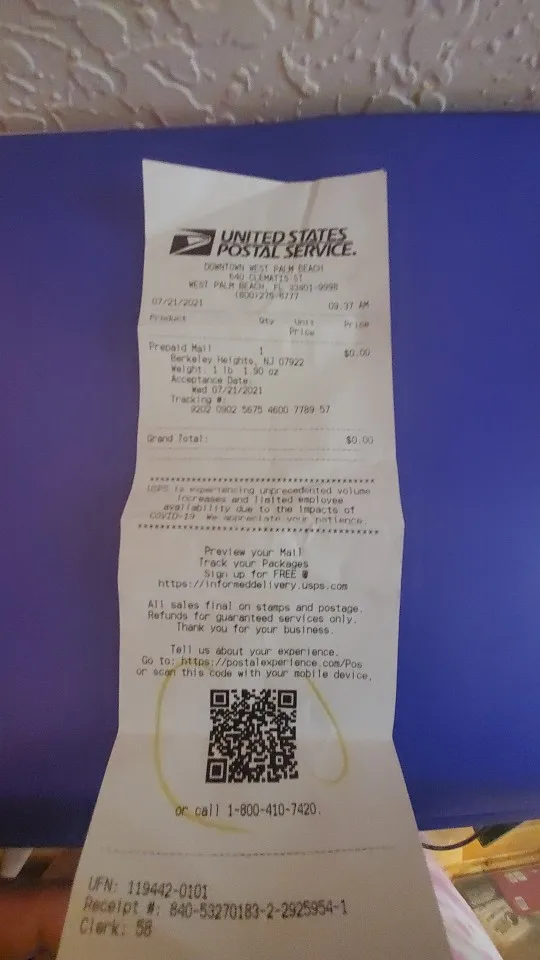 UNITED STATES
POSTAL SERVICE.
DOWNTOWN WEST PALM BEACH
640 CLEMATIS ST
WEST PALM BEACH, FL 33401-9998
(800)275-8777
07/21/2021 09:37 AM
Product Qty Unit Price
Price
Prepaid Mail 1 $0.00
Berkeley Heights, NJ 07922
Weight: 1 lb 1.90 oz
Acceptance Date:
Wed 07/21/2021
Tracking #:
9202 0902 5675 4600 7789 57
Grand Total: $0.00
USPS is experiencing unprecedented volume
increases and limited employee
availability due to the impacts of
COVID-19. We appreciate your patience.
Preview your Mail
Track your Packages
Sign up for FREE @
https://informeddelivery.usps.com
All sales final on stamps and postage.
Refunds for guaranteed services only.
Thank you for your business.
Tell us about your experience.
Go to: https://postalexperience.com/Pos
or scan this code with your mobile device,
or call 1-800-410-7420.
UFN: 119442-0101
Receipt #: 840-53270183-2-2925954-1
Clerk: 58